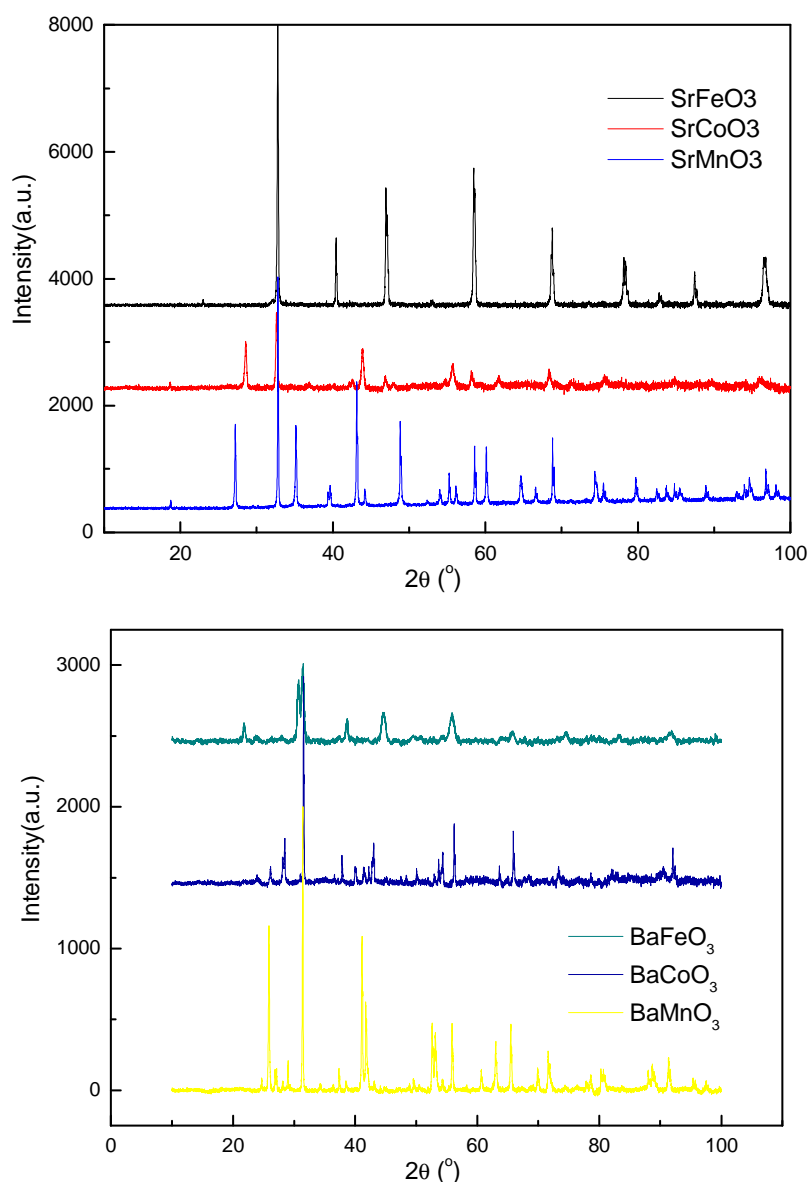 8000
6000
4000
2000
0
Intensity(a.u.)
SrFeO3
SrCoO3
SrMnO3
20 40 60 80 100
2θ (°)
3000
2000
1000
0
Intensity(a.u.)
BaFeO₃
BaCoO₃
BaMnO₃
0 20 40 60 80 100
2θ (°)